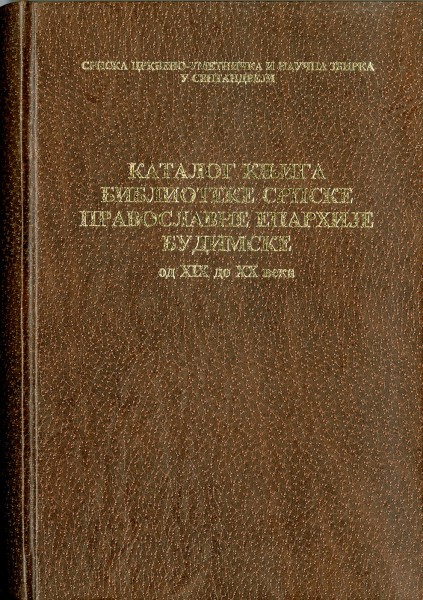 СРПСКА ЦРКВЕНО-УМЕТНИЧКА И НАУЧНА ЗБИРКА
У СЕНТАНДРЕЈИ
КАТАЛОГ КЊИГА
БИБЛИОТЕКЕ СРПСКЕ
ПРАВОСЛАВНЕ ЕПАРХИЈЕ
БУДИМСКЕ
од XIX до XX века